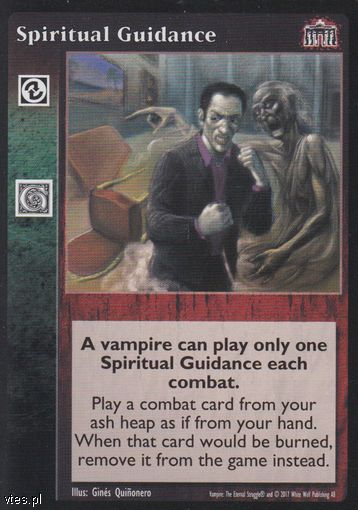 Spiritual Guidance
A vampire can play only one
Spiritual Guidance each
combat.
Play a combat card from your
ash heap as if from your hand.
When that card would be burned,
remove it from the game instead.
Illus: Ginés Quiñonero
Vampire: The Eternal Struggle® and © 2017 White Wolf Publishing AB
vtes.pl